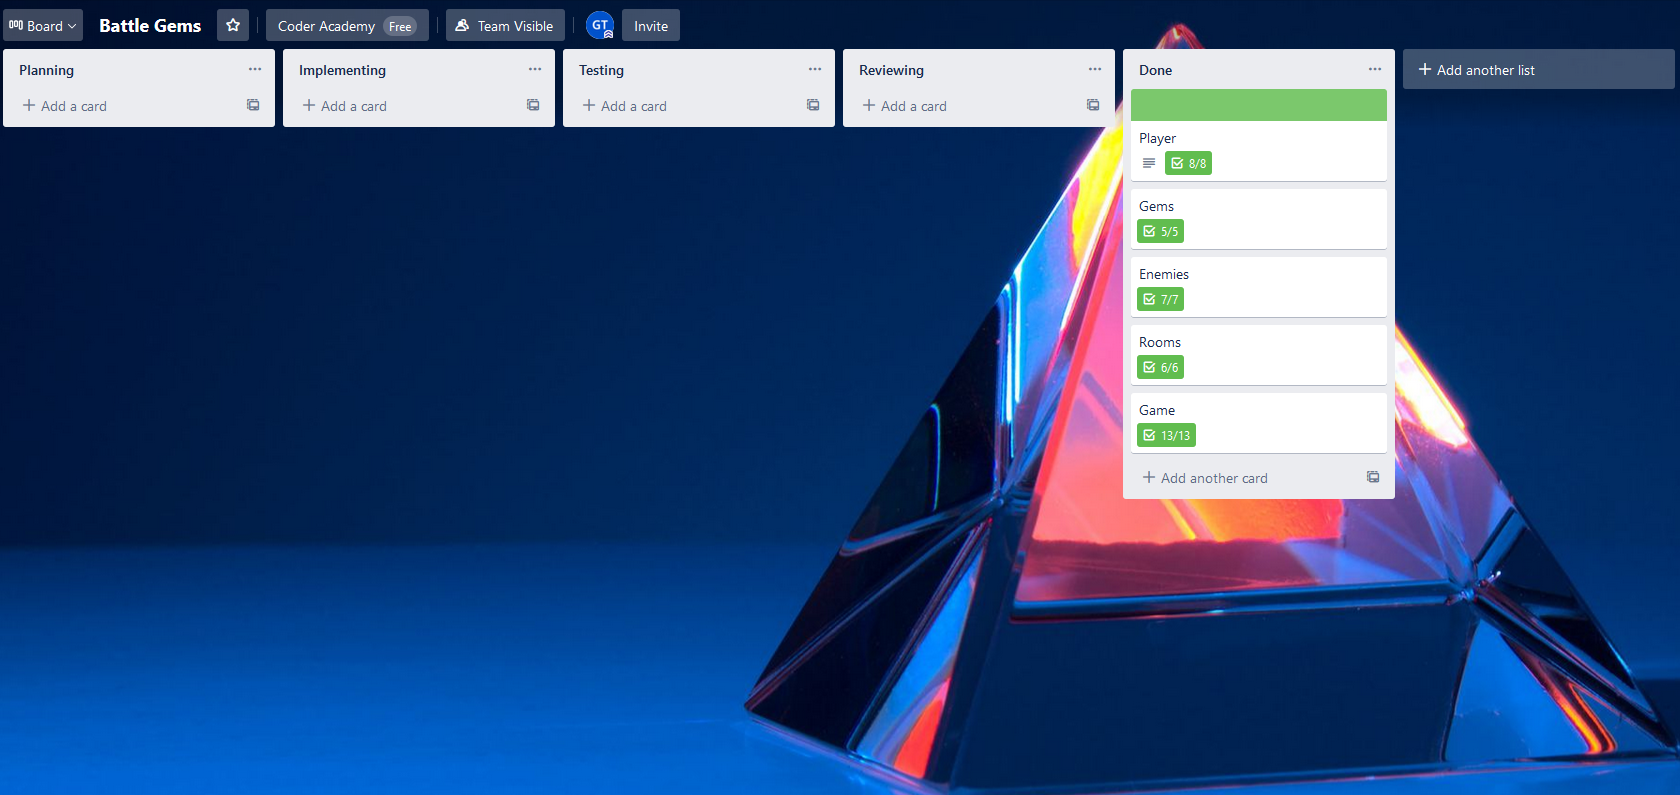 Board Battle Gems Coder Academy Free Team Visible GT Invite
Planning
Add a card
Implementing
Add a card
Testing
Add a card
Reviewing
Add a card
Done
Player
8/8
Gems
5/5
Enemies
7/7
Rooms
6/6
Game
13/13
Add another card
Add another list